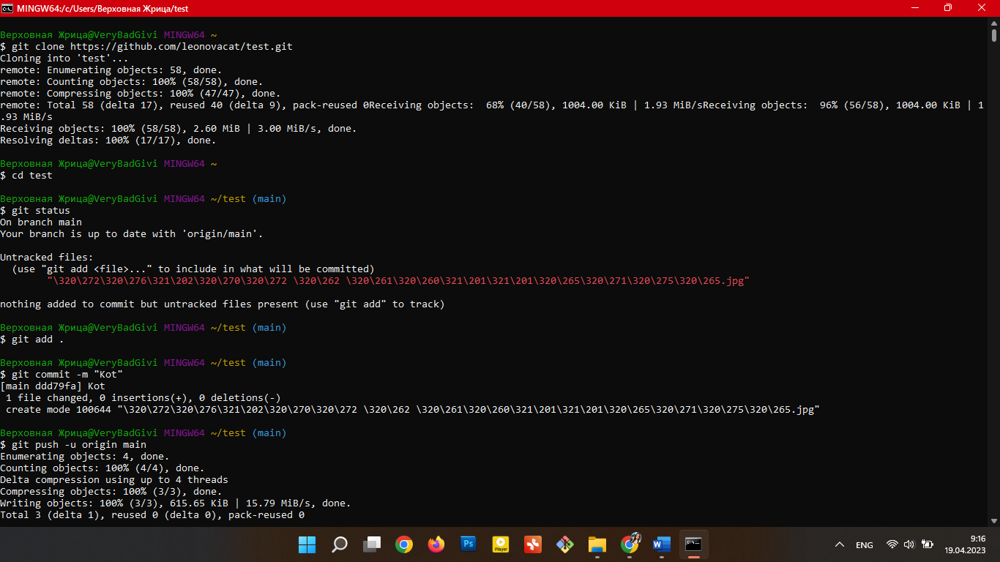 MINGW64:/c/Users/Верховная Жрица/test
Верховная Жрица@VeryBadGivi MINGW64 ~
$ git clone https://github.com/leonovacat/test.git
Cloning into 'test'...
remote: Enumerating objects: 58, done.
remote: Counting objects: 100% (58/58), done.
remote: Compressing objects: 100% (47/47), done.
remote: Total 58 (delta 17), reused 40 (delta 9), pack-reused 0Receiving objects:  68% (40/58), 1004.00 KiB | 1.93 MiB/sReceiving objects:  96% (56/58), 1004.00 KiB | 1
.93 MiB/s
Receiving objects: 100% (58/58), 2.60 MiB | 3.00 MiB/s, done.
Resolving deltas: 100% (17/17), done.
Верховная Жрица@VeryBadGivi MINGW64 ~
$ cd test
Верховная Жрица@VeryBadGivi MINGW64 ~/test (main)
$ git status
On branch main
Your branch is up to date with 'origin/main'.
Untracked files:
  (use "git add <file>..." to include in what will be committed)
        "\320\272\320\276\321\202\320\270\320\272 \320\262 \320\261\320\260\321\201\321\201\320\265\320\271\320\275\320\265.jpg"
nothing added to commit but untracked files present (use "git add" to track)
Верховная Жрица@VeryBadGivi MINGW64 ~/test (main)
$ git add .
Верховная Жрица@VeryBadGivi MINGW64 ~/test (main)
$ git commit -m "Kot"
[main ddd79fa] Kot
 1 file changed, 0 insertions(+), 0 deletions(-)
 create mode 100644 "\320\272\320\276\321\202\320\270\320\272 \320\262 \320\261\320\260\321\201\321\201\320\265\320\271\320\275\320\265.jpg"
Верховная Жрица@VeryBadGivi MINGW64 ~/test (main)
$ git push -u origin main
Enumerating objects: 4, done.
Counting objects: 100% (4/4), done.
Delta compression using up to 4 threads
Compressing objects: 100% (3/3), done.
Writing objects: 100% (3/3), 615.65 KiB | 15.79 MiB/s, done.
Total 3 (delta 1), reused 0 (delta 0), pack-reused 0
Ps
Player
W
ENG
9:16
19.04.2023